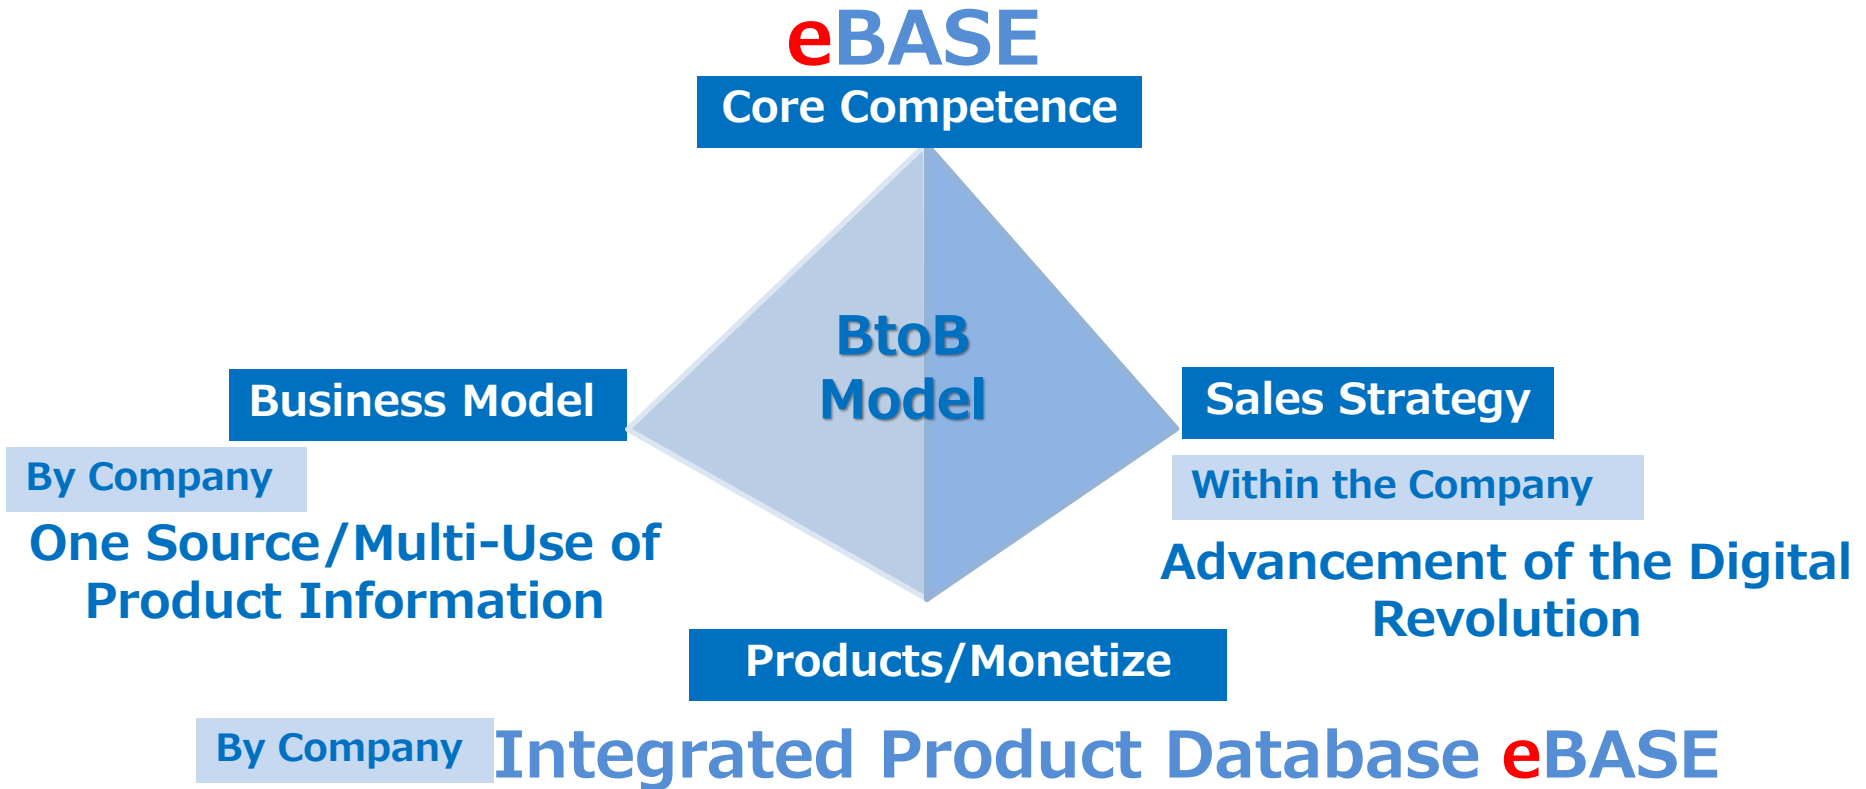 eBASE
Core Competence
BtoB
Model
Business Model
By Company
One Source/Multi-Use of
Product Information
Sales Strategy
Within the Company
Advancement of the Digital
Revolution
Products/Monetize
By Company
Integrated Product Database eBASE